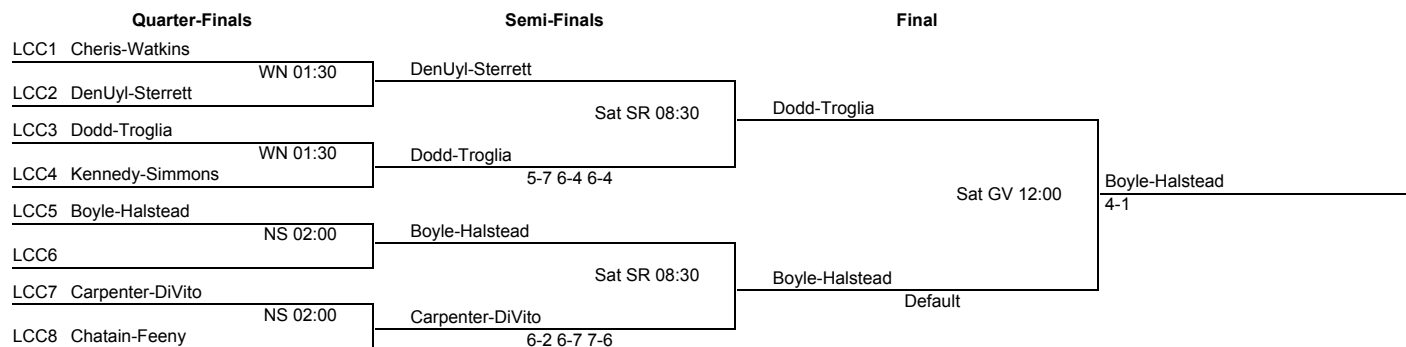 Quarter-Finals Semi-Finals Final
LCC1 Cheris-Watkins
WN 01:30 DenUyl-Sterrett
LCC2 DenUyl-Sterrett
Sat SR 08:30 Dodd-Troglia
LCC3 Dodd-Troglia
WN 01:30 Dodd-Troglia
LCC4 Kennedy-Simmons 5-7 6-4 6-4
Sat GV 12:00 Boyle-Halstead
4-1
LCC5 Boyle-Halstead
NS 02:00 Boyle-Halstead
LCC6
Sat SR 08:30 Boyle-Halstead
LCC7 Carpenter-DiVito Default
NS 02:00 Carpenter-DiVito
LCC8 Chatain-Feeny 6-2 6-7 7-6